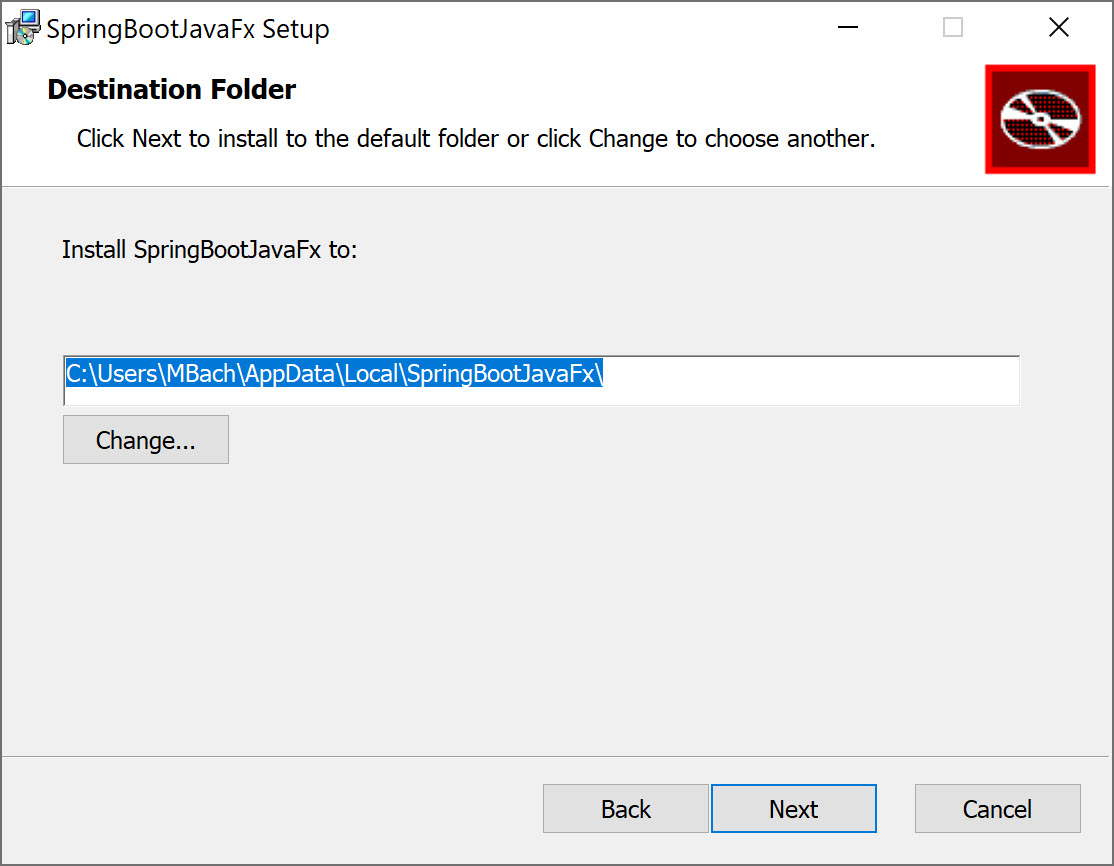 SpringBootJavaFx Setup
Destination Folder
Click Next to install to the default folder or click Change to choose another.
Install SpringBootJavaFx to:
C:\Users\MBach\AppData\Local\SpringBootJavaFx\
Change...
Back Next Cancel